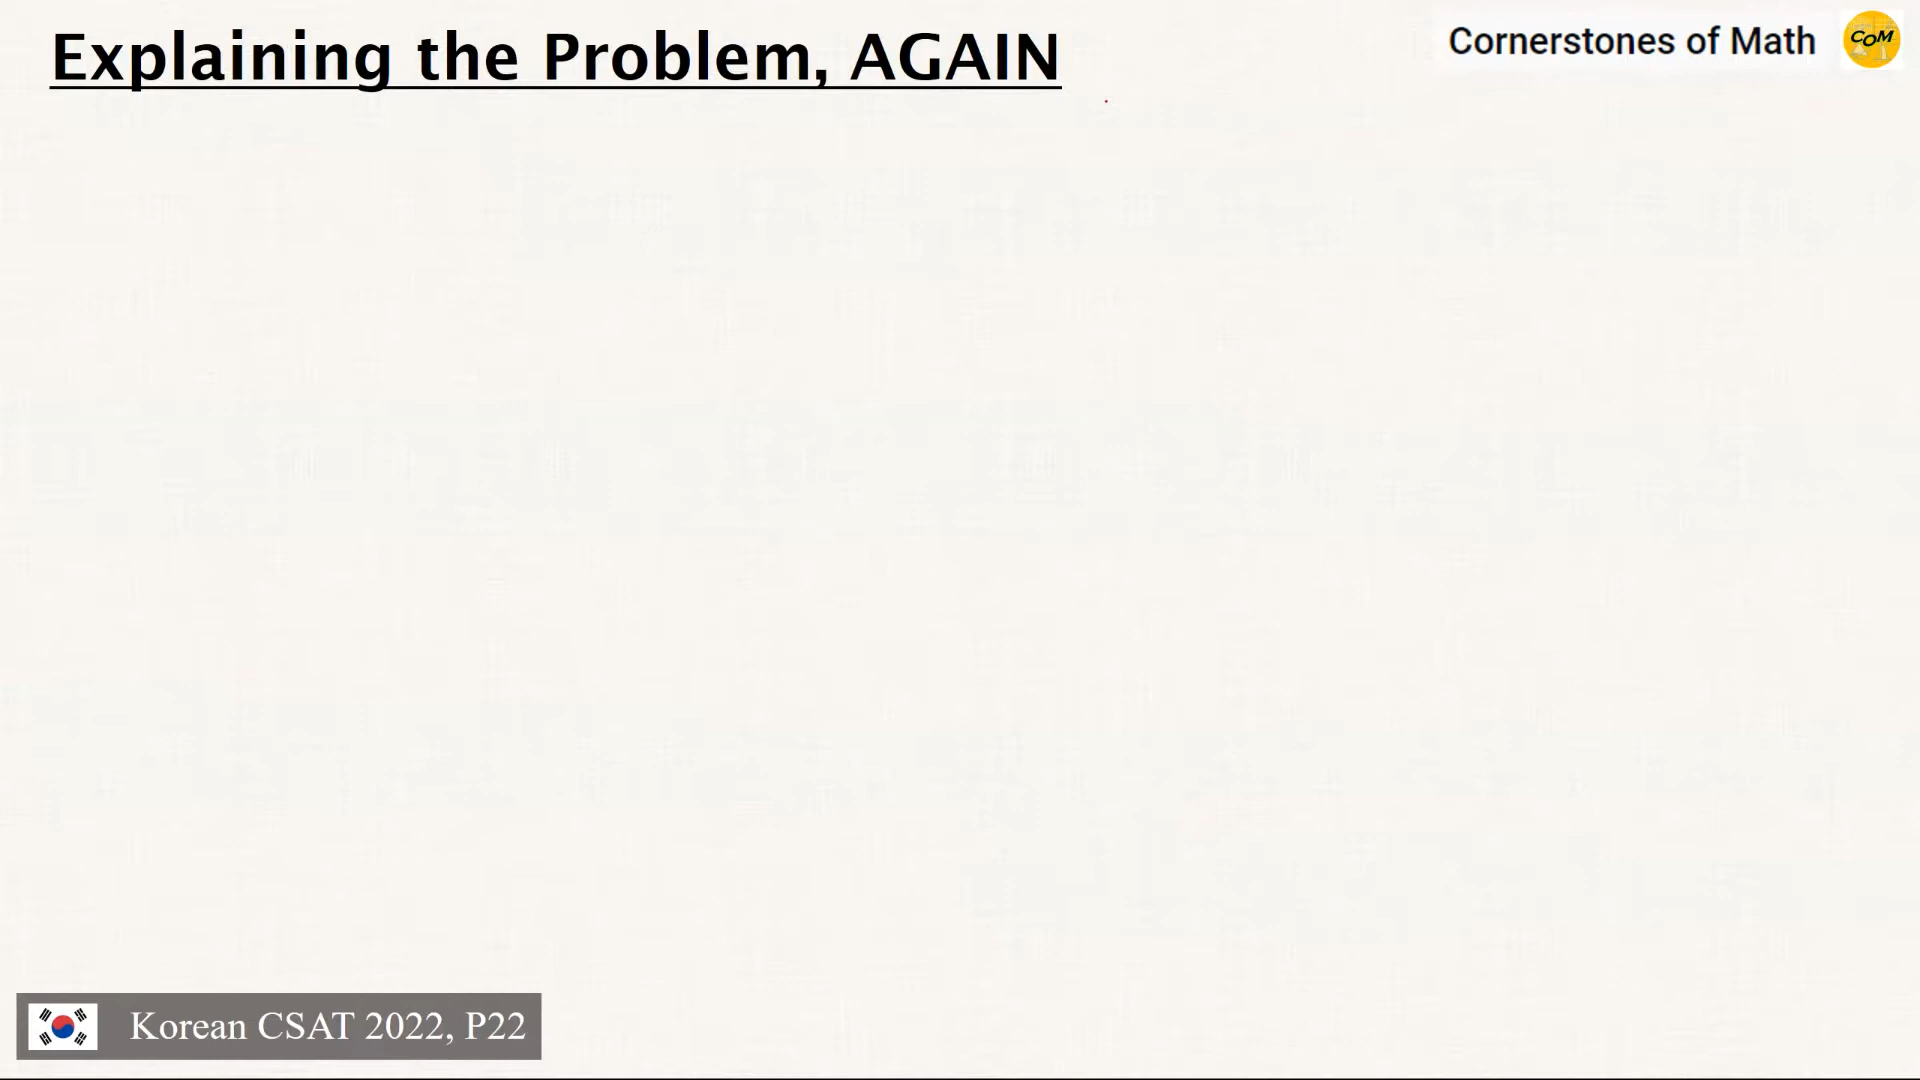 Explaining the Problem, AGAIN
Cornerstones of Math
COM
Korean CSAT 2022, P22